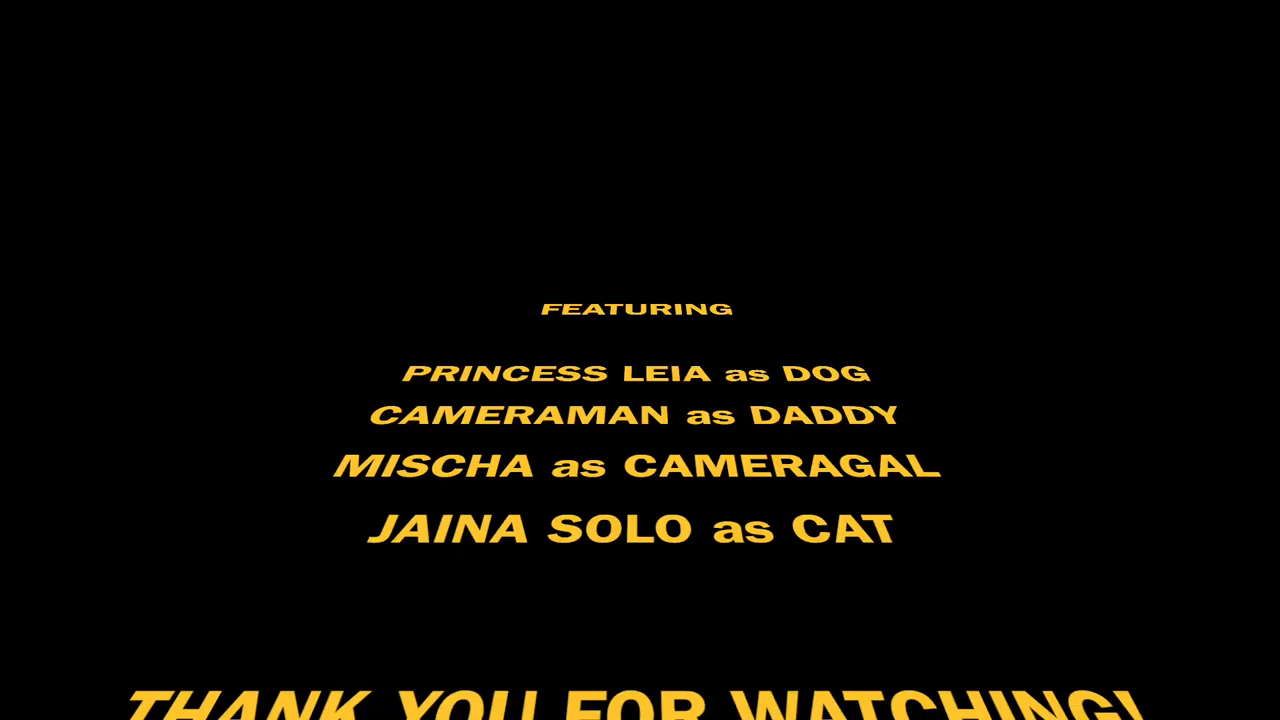 FEATURING
PRINCESS LEIA as DOG
CAMERAMAN as DADDY
MISCHA as CAMERAGAL
JAINA SOLO as CAT
THANK YOU FOR WATCHING!